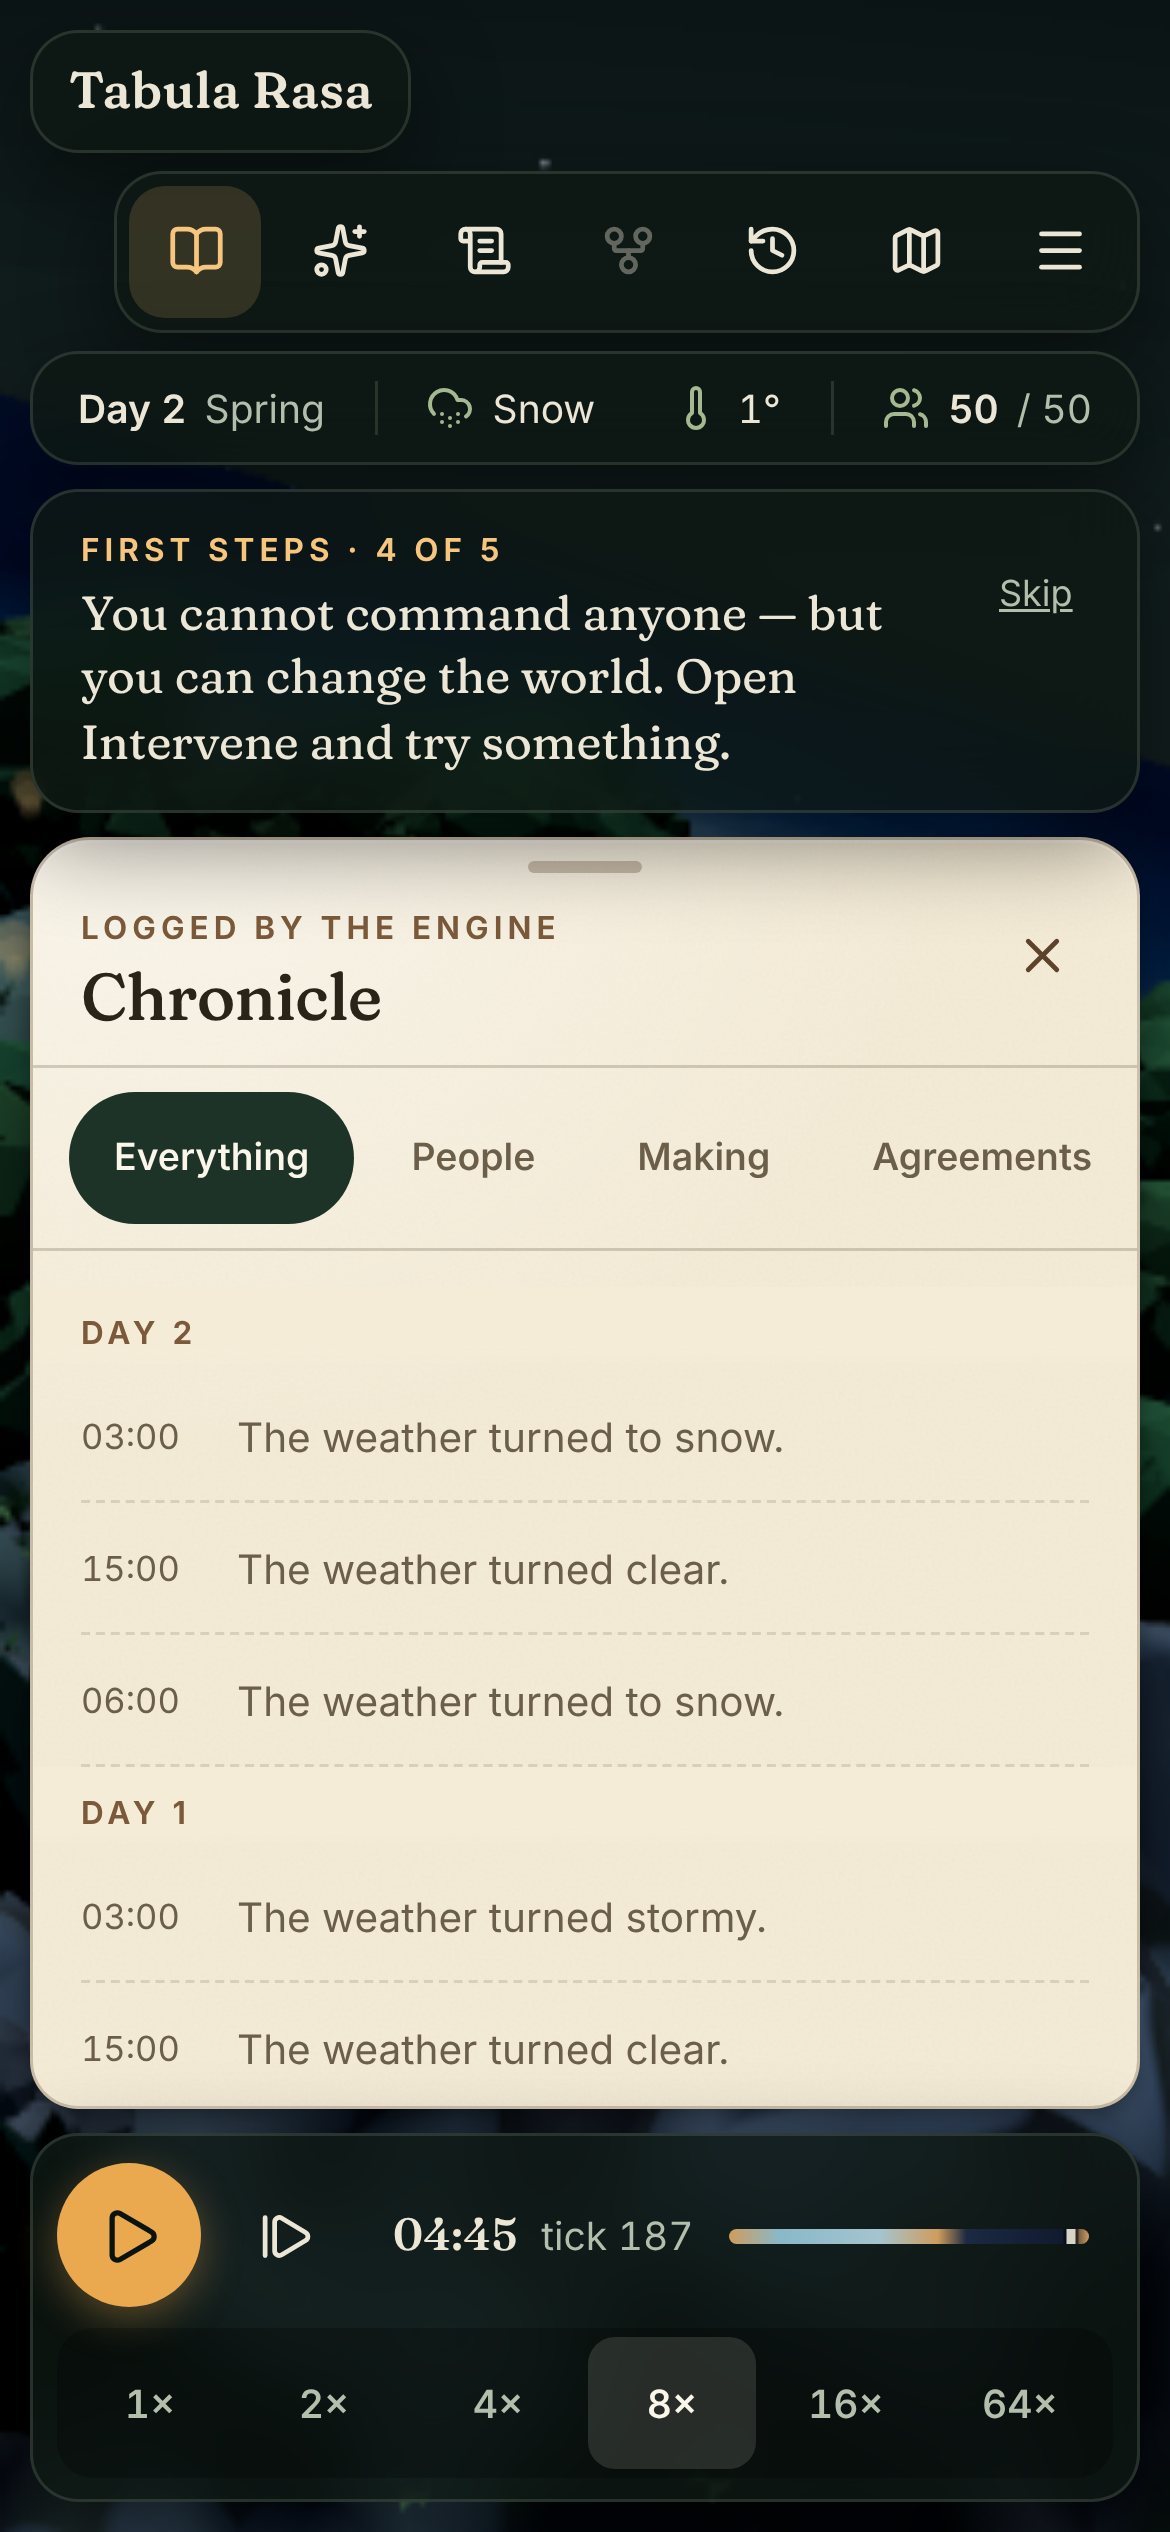 Tabula Rasa
Day 2 Spring Snow 1° 50 / 50
FIRST STEPS · 4 OF 5
You cannot command anyone — but
you can change the world. Open
Intervene and try something.
Skip
LOGGED BY THE ENGINE
Chronicle
Everything People Making Agreements
DAY 2
03:00 The weather turned to snow.
15:00 The weather turned clear.
06:00 The weather turned to snow.
DAY 1
03:00 The weather turned stormy.
15:00 The weather turned clear.
04:45 tick 187
1× 2× 4× 8× 16× 64×